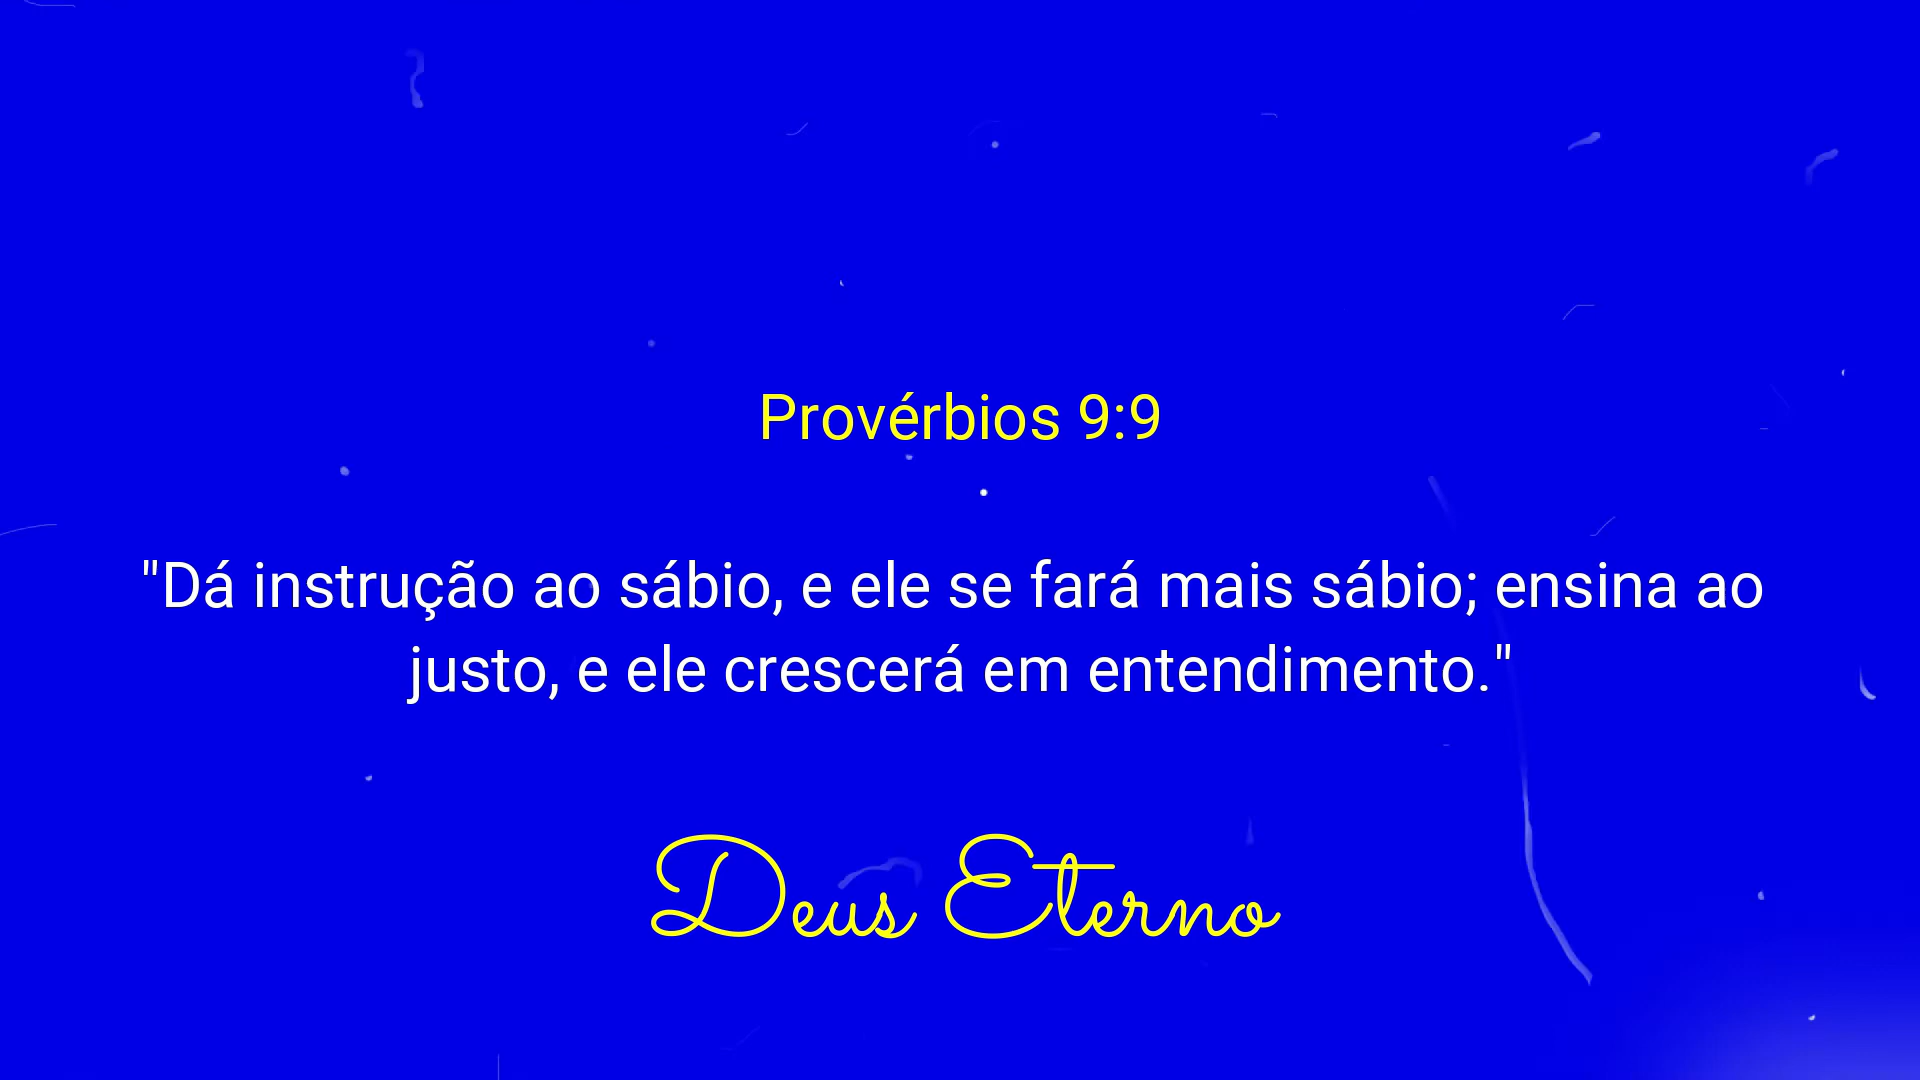 Provérbios 9:9
"Dá instrução ao sábio, e ele se fará mais sábio; ensina ao
justo, e ele crescerá em entendimento."
Deus Eterno